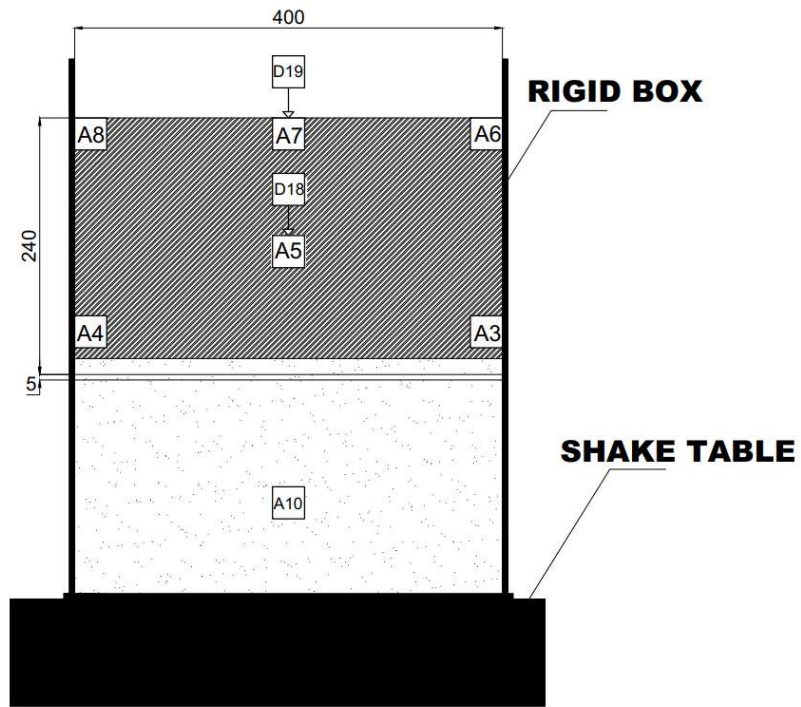 400
D19
RIGID BOX
A8
A7
A6
D18
240
A5
A4
A3
5
SHAKE TABLE
A10